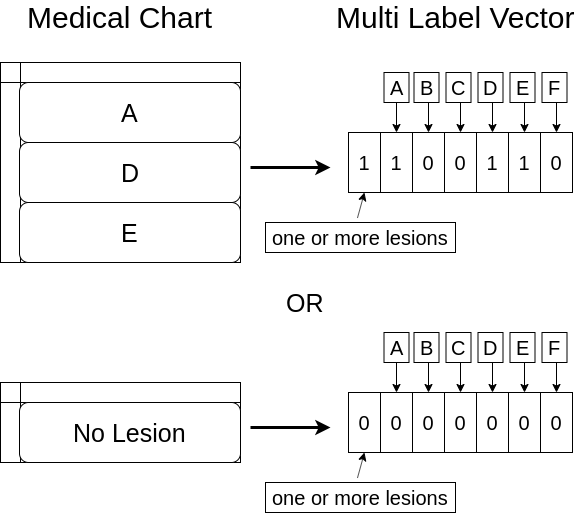 Medical Chart
Multi Label Vector
A
D
E
A B C D E F
1 1 0 0 1 1 0
one or more lesions
OR
No Lesion
A B C D E F
0 0 0 0 0 0 0
one or more lesions